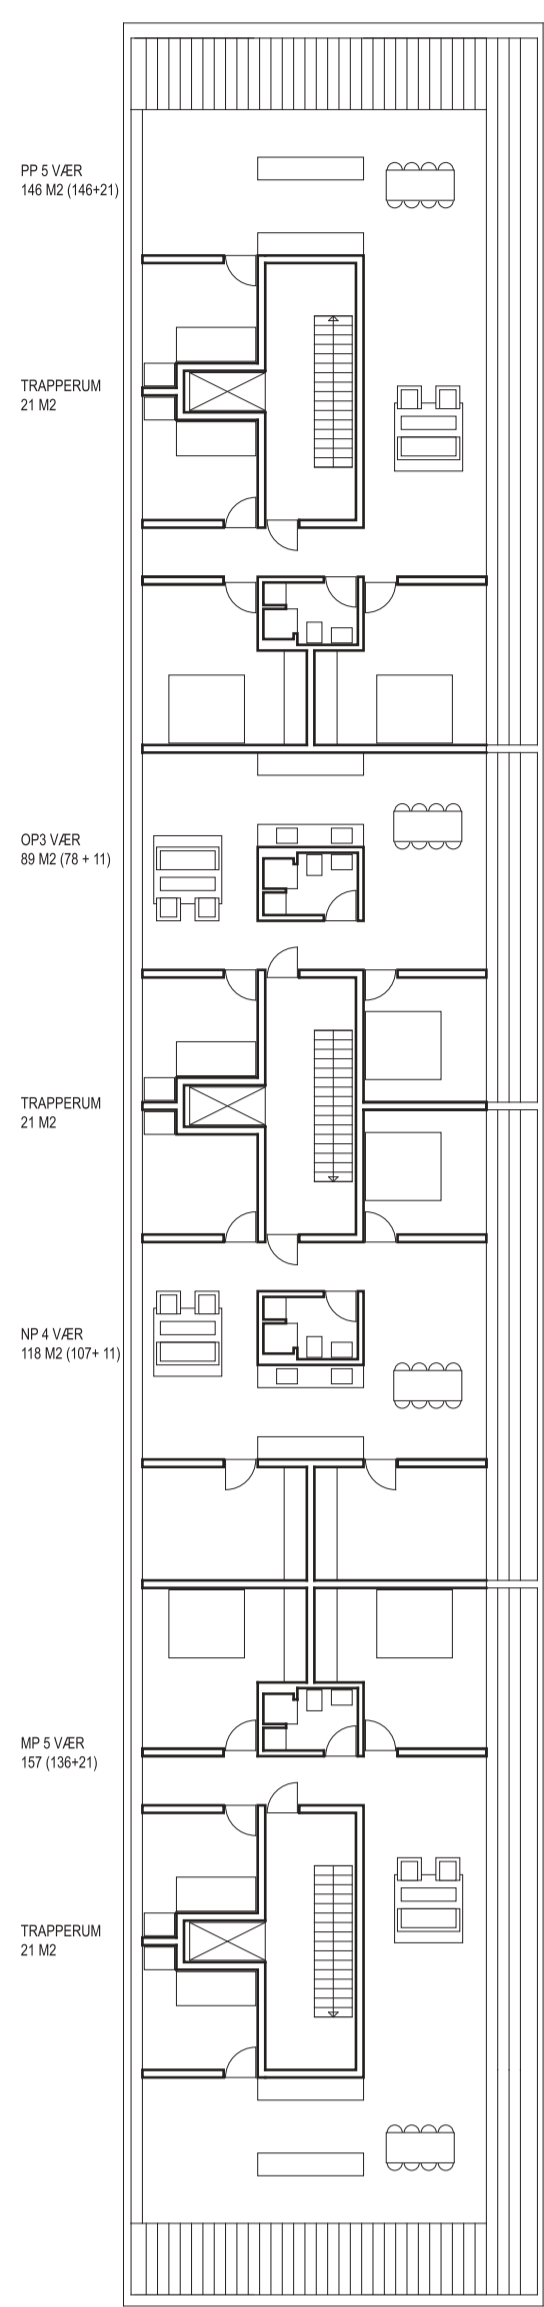 PP 5 VÆR
146 M2 (146+21)
TRAPPERUM
21 M2
OP3 VÆR
89 M2 (78 + 11)
TRAPPERUM
21 M2
NP 4 VÆR
118 M2 (107+ 11)
MP 5 VÆR
157 (136+21)
TRAPPERUM
21 M2